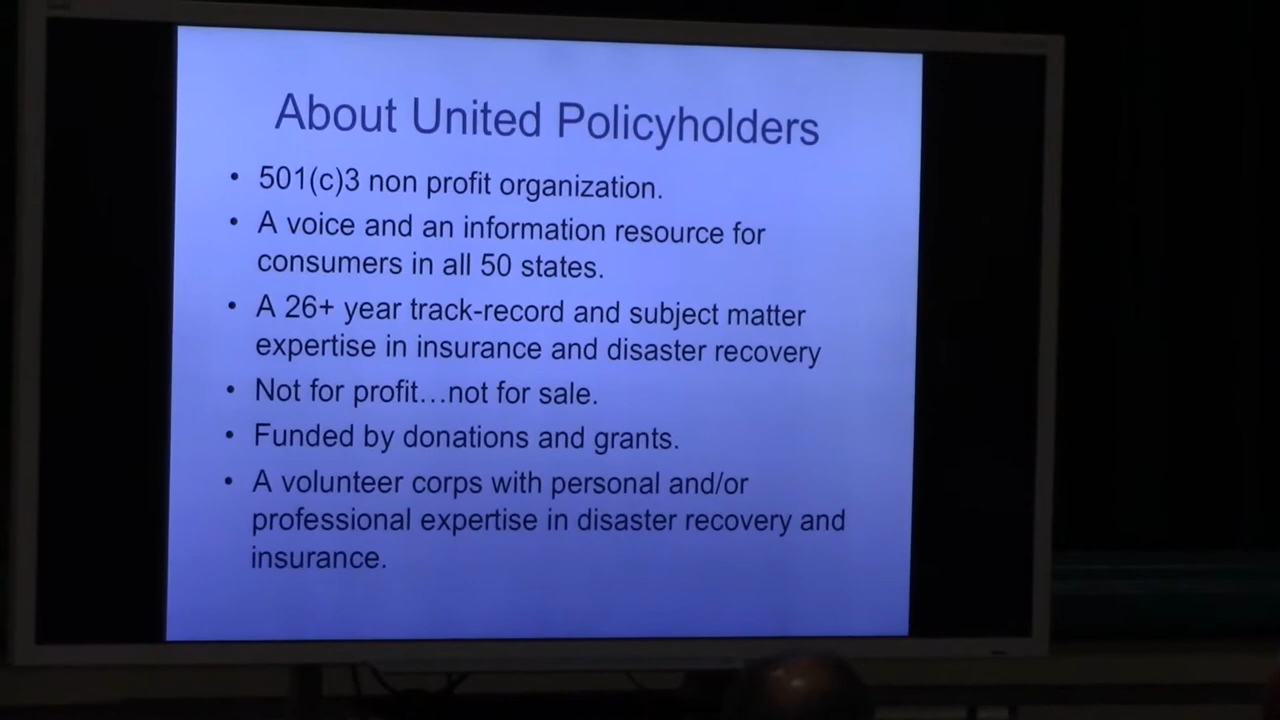 About United Policyholders
• 501(c)3 non profit organization.
• A voice and an information resource for
consumers in all 50 states.
• A 26+ year track-record and subject matter
expertise in insurance and disaster recovery
• Not for profit…not for sale.
• Funded by donations and grants.
• A volunteer corps with personal and/or
professional expertise in disaster recovery and
insurance.